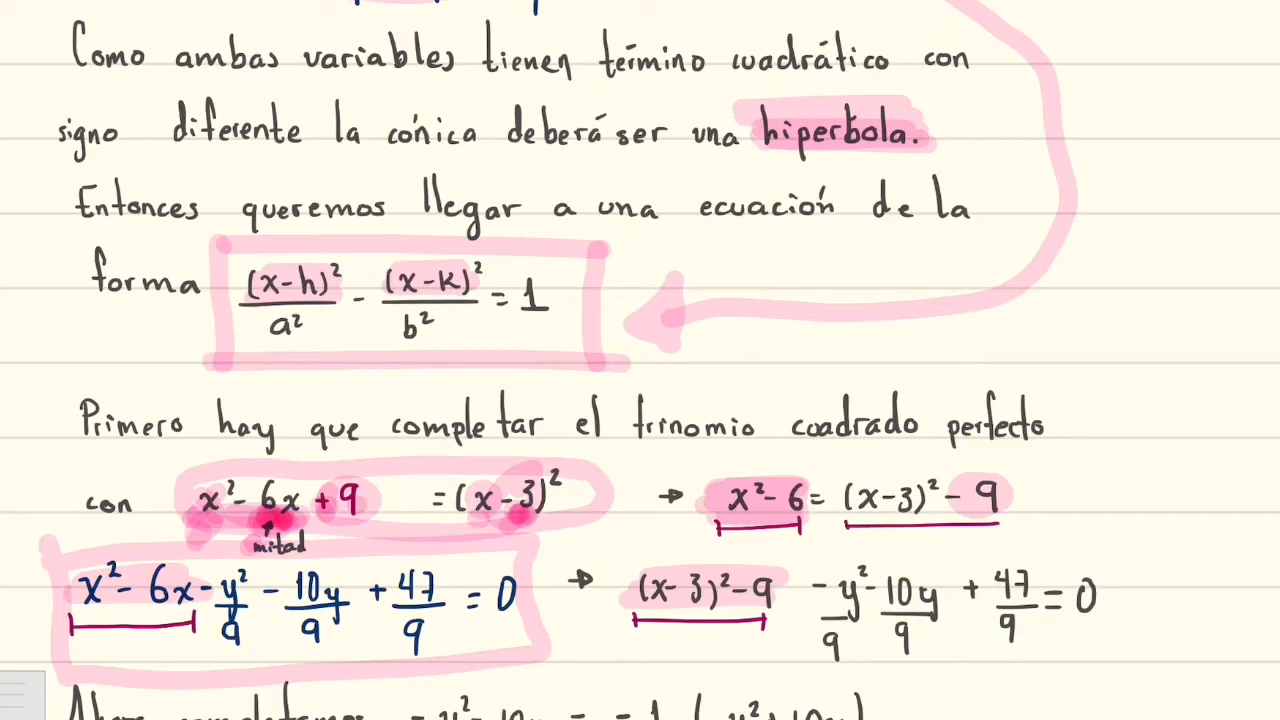 Como ambas variables tienen término cuadrático con
signo diferente la cónica deberá ser una hiperbola.
Entonces queremos llegar a una ecuación de la
forma (x-h)²/a² - (x-k)²/b² = 1
Primero hay que completar el trinomio cuadrado perfecto
con x² - 6x + 9 = (x - 3)² → x² - 6 = (x-3)² - 9
mitad
x² - 6x - y²/9 - 10y/9 + 47/9 = 0 → (x-3)² - 9 - y²/9 - 10y/9 + 47/9 = 0